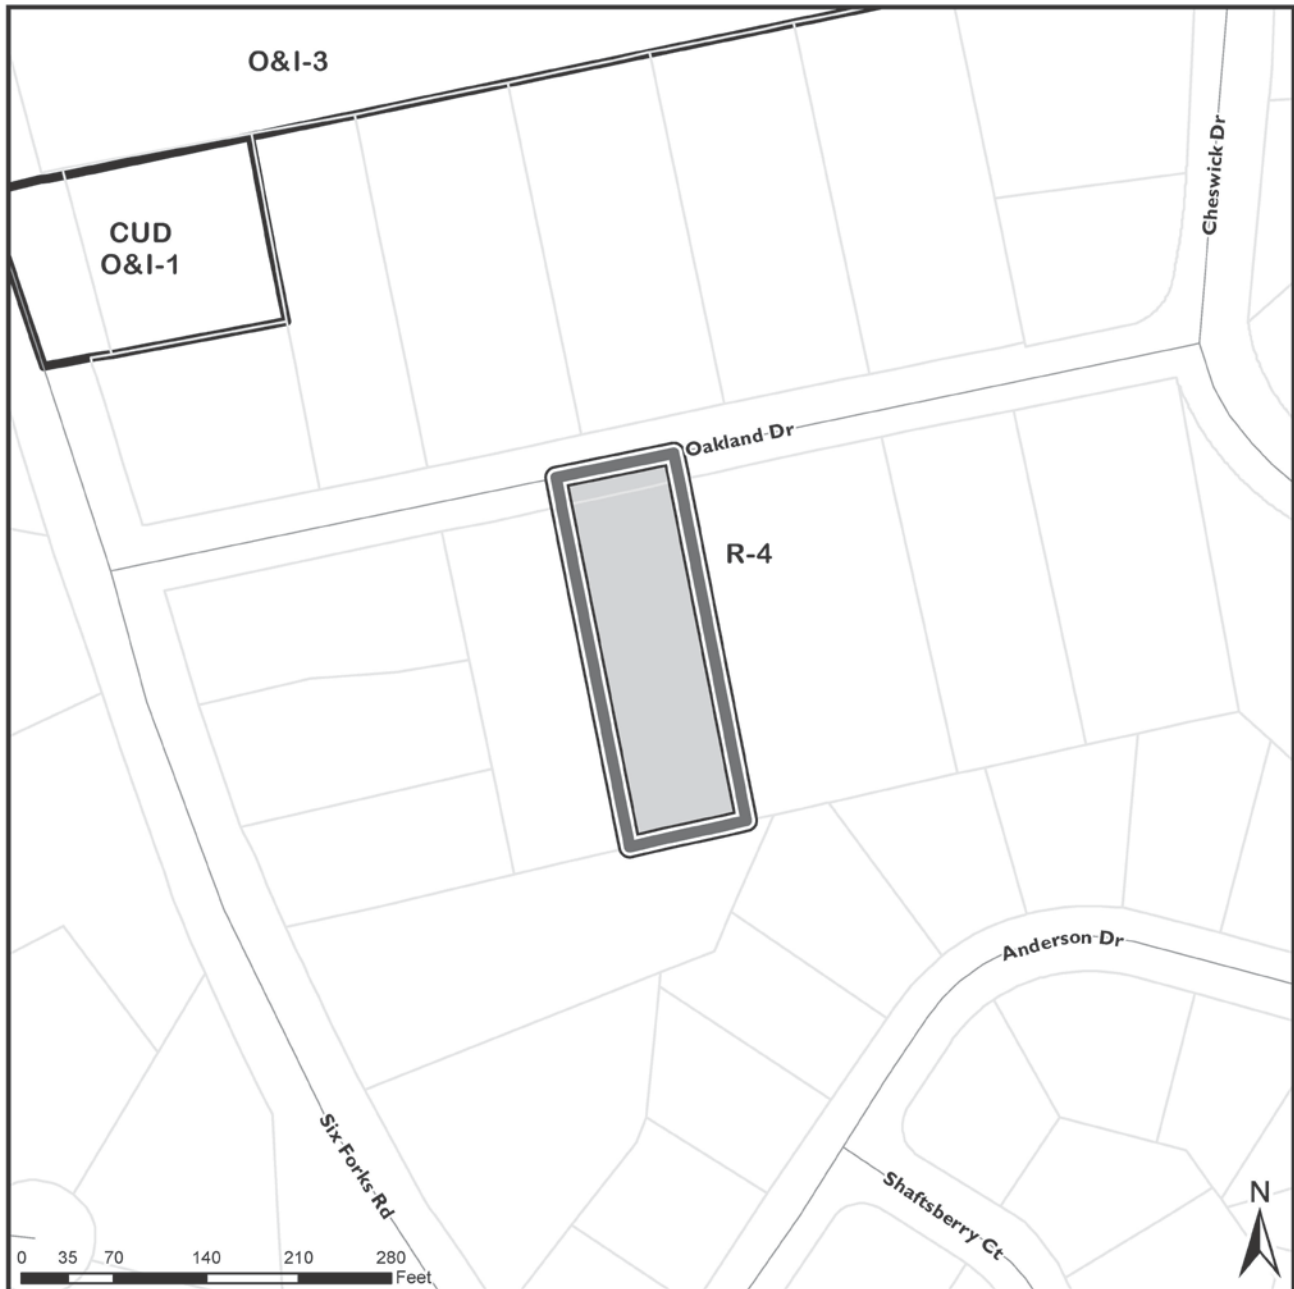 O&I-3
Cheswick Dr
CUD
O&I-1
Oakland Dr
R-4
Anderson Dr
Six Forks Rd
Shaftsberry Ct
N
0 35 70 140 210 280
Feet